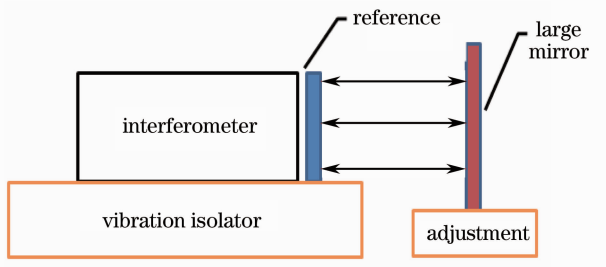 reference
large
mirror
interferometer
vibration isolator
adjustment